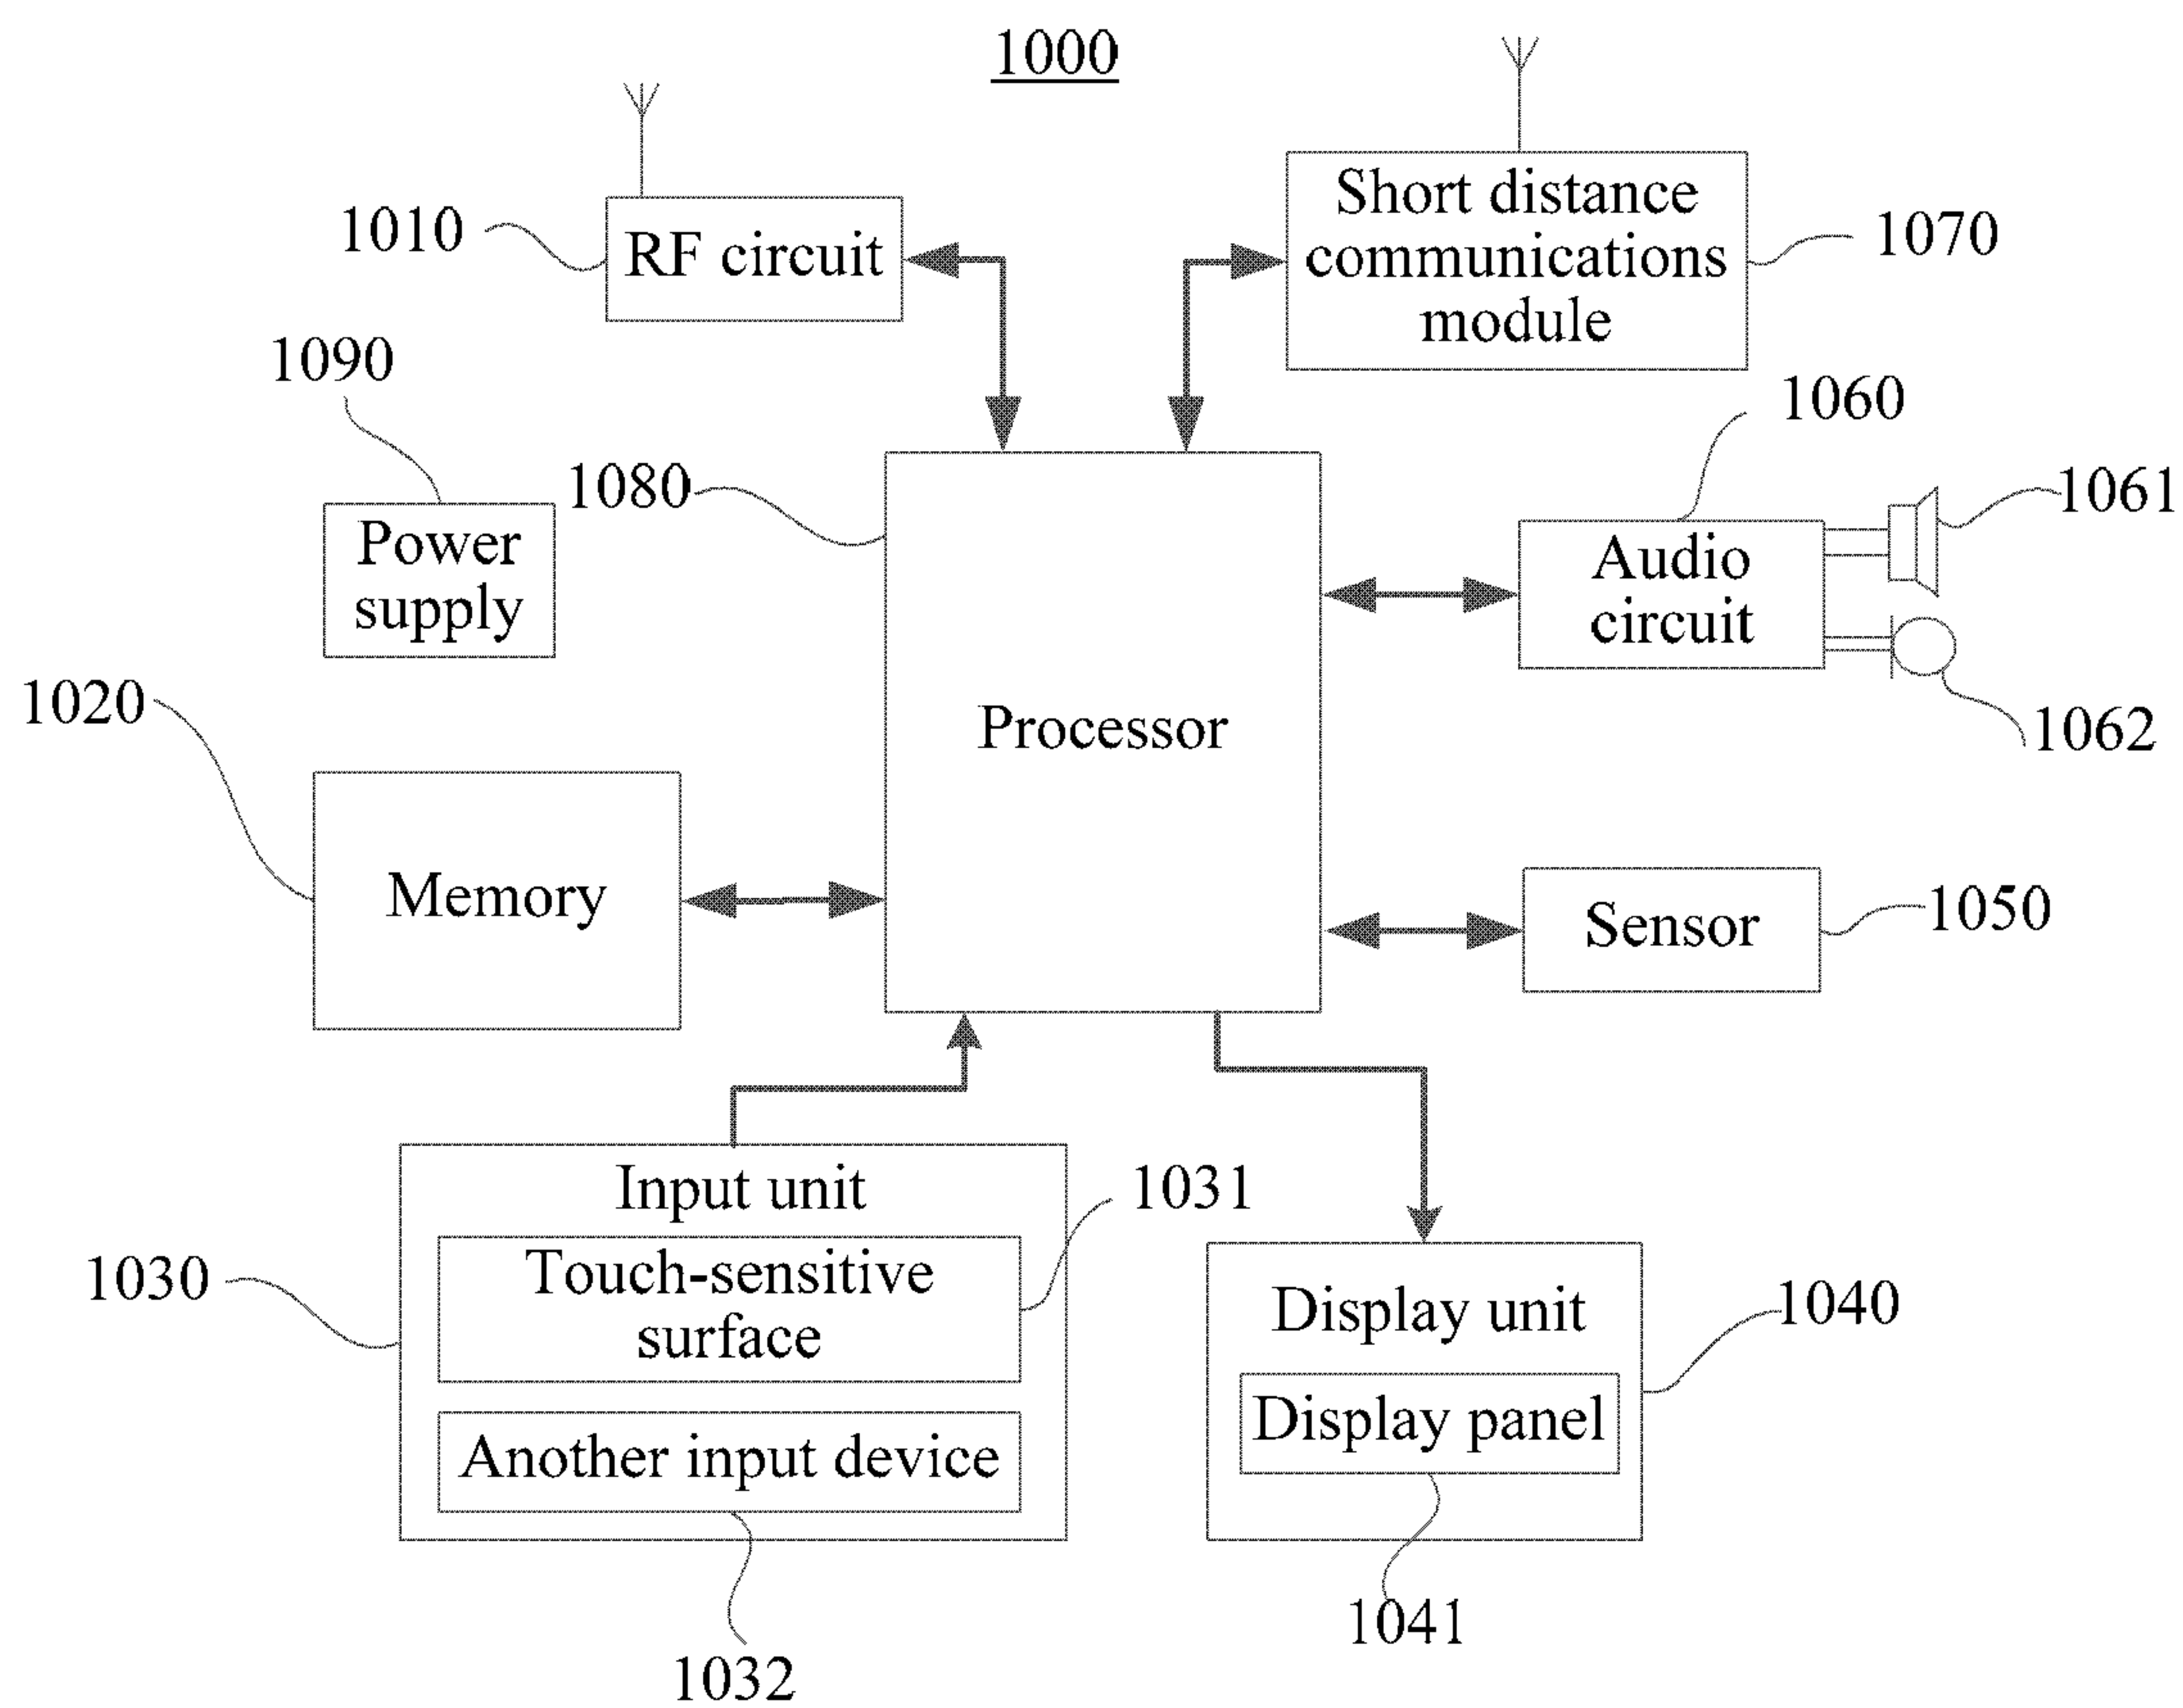 1000
1010
RF circuit
Short distance
communications
module
1070
1090
1060
1080
1061
Power
supply
Audio
circuit
1020
Processor
1062
Memory
Sensor
1050
Input unit
1031
Touch-sensitive
surface
1030
Display unit
1040
Display panel
Another input device
1041
1032